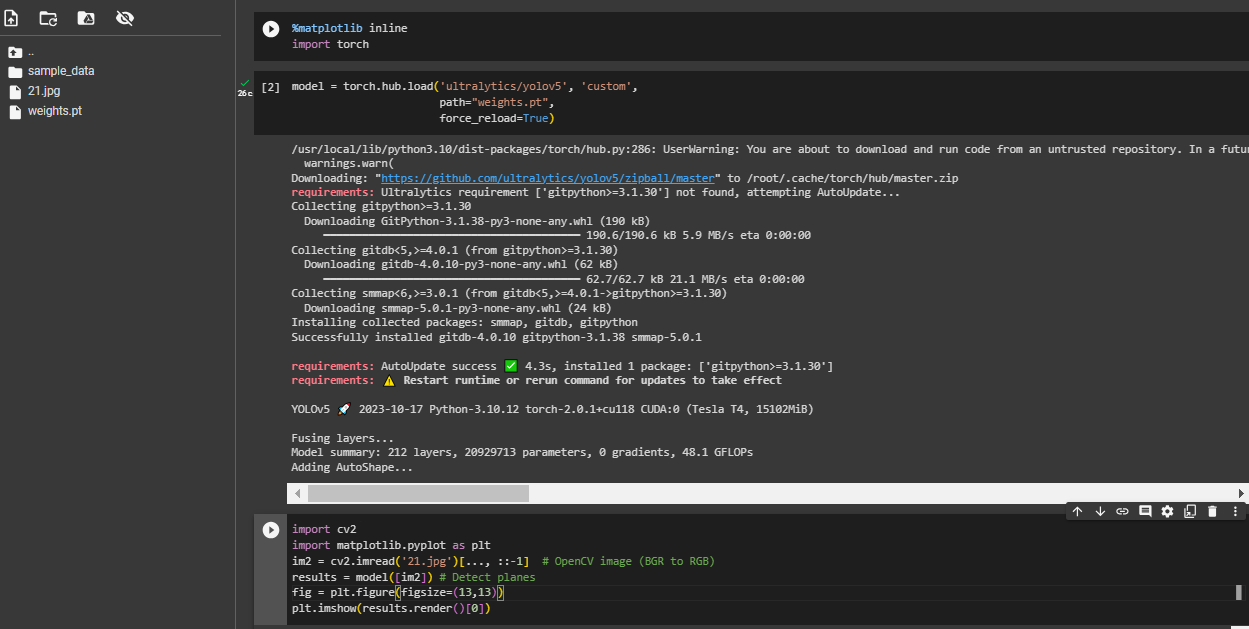 ..
sample_data
21.jpg
weights.pt
%matplotlib inline
import torch
26c
[2] model = torch.hub.load('ultralytics/yolov5', 'custom',
path="weights.pt",
force_reload=True)
/usr/local/lib/python3.10/dist-packages/torch/hub.py:286: UserWarning: You are about to download and run code from an untrusted repository. In a futu
warnings.warn(
Downloading: "https://github.com/ultralytics/yolov5/zipball/master" to /root/.cache/torch/hub/master.zip
requirements: Ultralytics requirement ['gitpython>=3.1.30'] not found, attempting AutoUpdate...
Collecting gitpython>=3.1.30
Downloading GitPython-3.1.38-py3-none-any.whl (190 kB)
190.6/190.6 kB 5.9 MB/s eta 0:00:00
Collecting gitdb<5,>=4.0.1 (from gitpython>=3.1.30)
Downloading gitdb-4.0.10-py3-none-any.whl (62 kB)
62.7/62.7 kB 21.1 MB/s eta 0:00:00
Collecting smmap<6,>=3.0.1 (from gitdb<5,>=4.0.1->gitpython>=3.1.30)
Downloading smmap-5.0.1-py3-none-any.whl (24 kB)
Installing collected packages: smmap, gitdb, gitpython
Successfully installed gitdb-4.0.10 gitpython-3.1.38 smmap-5.0.1
requirements: AutoUpdate success ✅ 4.3s, installed 1 package: ['gitpython>=3.1.30']
requirements: ⚠️ Restart runtime or rerun command for updates to take effect
YOLOv5 🚀 2023-10-17 Python-3.10.12 torch-2.0.1+cu118 CUDA:0 (Tesla T4, 15102MiB)
Fusing layers...
Model summary: 212 layers, 20929713 parameters, 0 gradients, 48.1 GFLOPs
Adding AutoShape...
import cv2
import matplotlib.pyplot as plt
im2 = cv2.imread('21.jpg')[..., ::-1]  # OpenCV image (BGR to RGB)
results = model([im2]) # Detect planes
fig = plt.figure(figsize=(13,13))
plt.imshow(results.render()[0])